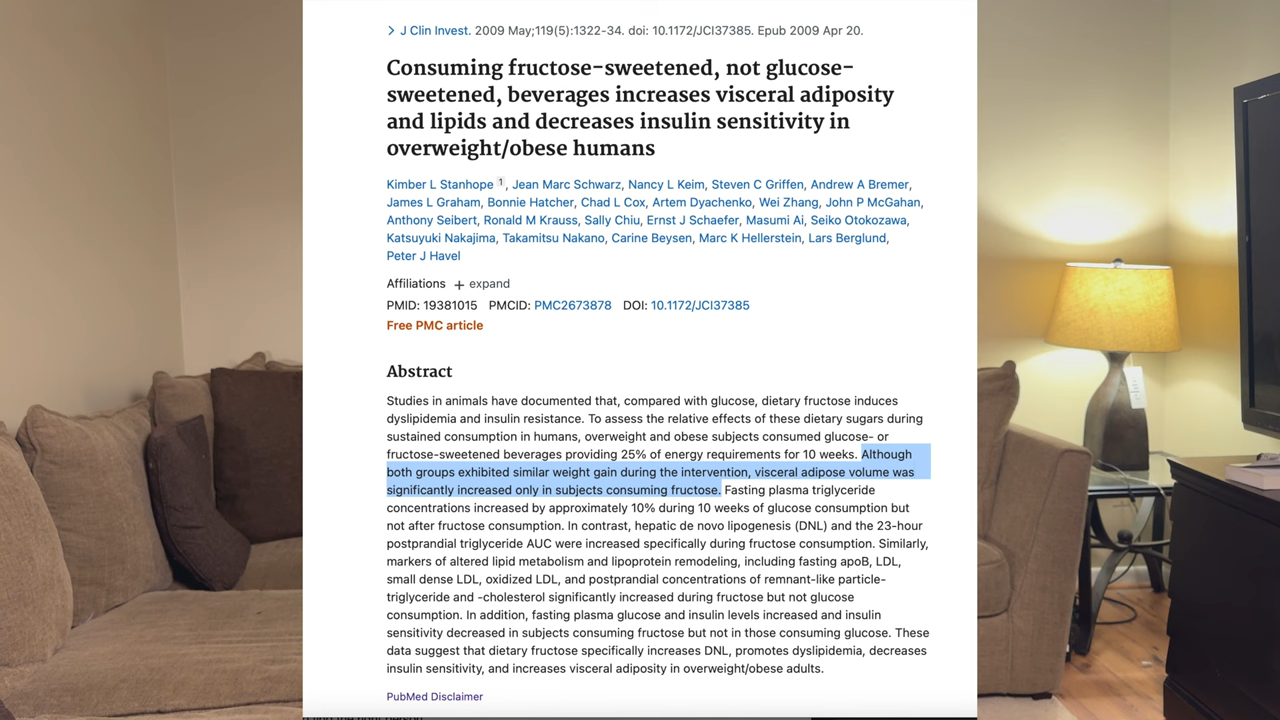 J Clin Invest. 2009 May;119(5):1322-34. doi: 10.1172/JCI37385. Epub 2009 Apr 20.
Consuming fructose-sweetened, not glucose-
sweetened, beverages increases visceral adiposity
and lipids and decreases insulin sensitivity in
overweight/obese humans
Kimber L Stanhope 1, Jean Marc Schwarz, Nancy L Keim, Steven C Griffen, Andrew A Bremer,
James L Graham, Bonnie Hatcher, Chad L Cox, Artem Dyachenko, Wei Zhang, John P McGahan,
Anthony Seibert, Ronald M Krauss, Sally Chiu, Ernst J Schaefer, Masumi Ai, Seiko Otokozawa,
Katsuyuki Nakajima, Takamitsu Nakano, Carine Beysen, Marc K Hellerstein, Lars Berglund,
Peter J Havel
Affiliations + expand
PMID: 19381015 PMCID: PMC2673878 DOI: 10.1172/JCI37385
Free PMC article
Abstract
Studies in animals have documented that, compared with glucose, dietary fructose induces
dyslipidemia and insulin resistance. To assess the relative effects of these dietary sugars during
sustained consumption in humans, overweight and obese subjects consumed glucose- or
fructose-sweetened beverages providing 25% of energy requirements for 10 weeks. Although
both groups exhibited similar weight gain during the intervention, visceral adipose volume was
significantly increased only in subjects consuming fructose. Fasting plasma triglyceride
concentrations increased by approximately 10% during 10 weeks of glucose consumption but
not after fructose consumption. In contrast, hepatic de novo lipogenesis (DNL) and the 23-hour
postprandial triglyceride AUC were increased specifically during fructose consumption. Similarly,
markers of altered lipid metabolism and lipoprotein remodeling, including fasting apoB, LDL,
small dense LDL, oxidized LDL, and postprandial concentrations of remnant-like particle-
triglyceride and -cholesterol significantly increased during fructose but not glucose
consumption. In addition, fasting plasma glucose and insulin levels increased and insulin
sensitivity decreased in subjects consuming fructose but not in those consuming glucose. These
data suggest that dietary fructose specifically increases DNL, promotes dyslipidemia, decreases
insulin sensitivity, and increases visceral adiposity in overweight/obese adults.
PubMed Disclaimer